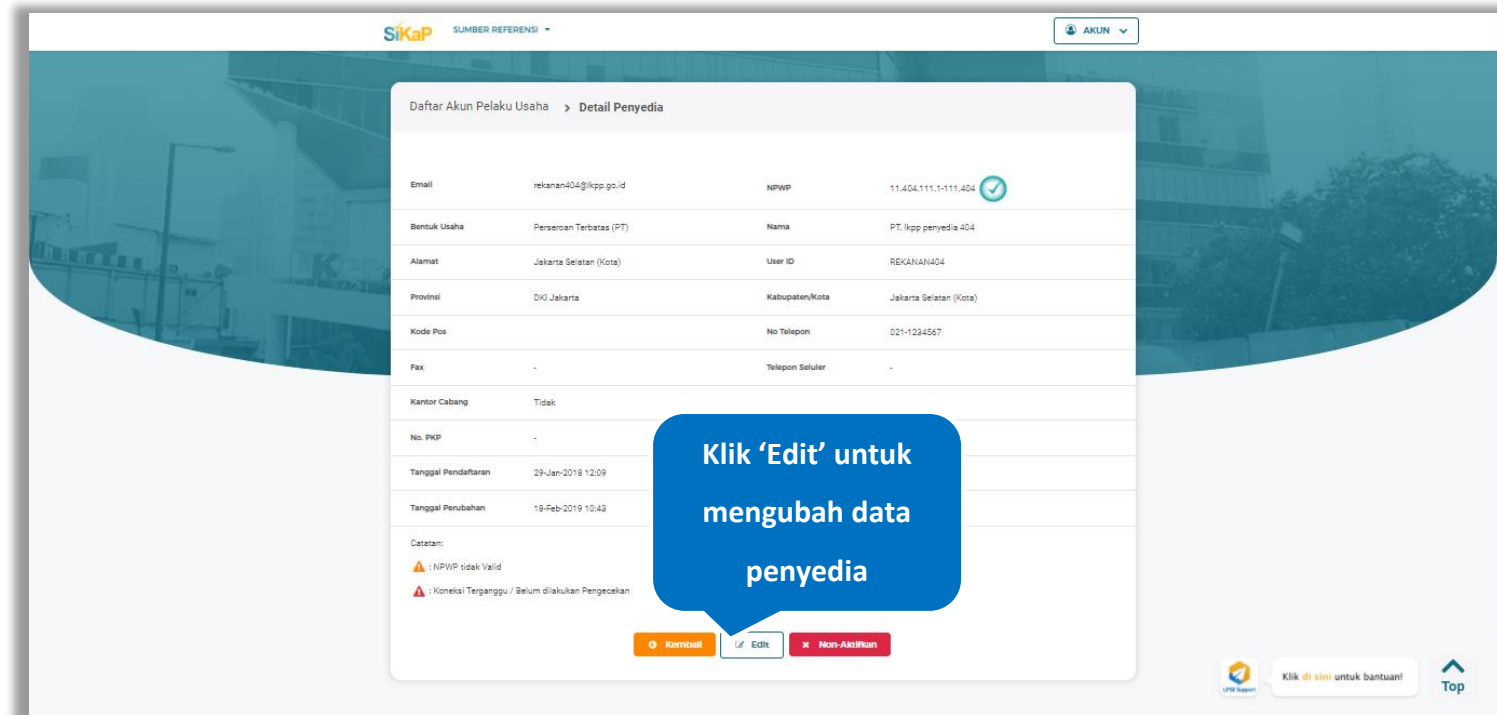 SiKaP SUMBER REFERENSI AKUN
Daftar Akun Pelaku Usaha > Detail Penyedia
Email rekanan404@lkpp.go.id NPWP 11.404.111.1-111.404
Bentuk Usaha Perseroan Terbatas (PT) Nama PT. lkpp penyedia 404
Alamat Jakarta Selatan (Kota) User ID REKANAN404
Provinsi DKI Jakarta Kabupaten/Kota Jakarta Selatan (Kota)
Kode Pos No Telepon 021-1234567
Fax - Telepon Seluler -
Kantor Cabang Tidak
No. PKP -
Tanggal Pendaftaran 29-Jan-2018 12:09
Tanggal Perubahan 18-Feb-2019 10:43
Klik ‘Edit’ untuk
mengubah data
penyedia
Catatan:
: NPWP tidak Valid
: Koneksi Terganggu / Belum dilakukan Pengecekan
Kembali Edit Non-Aktifkan
LPSE Support Klik di sini untuk bantuan! Top